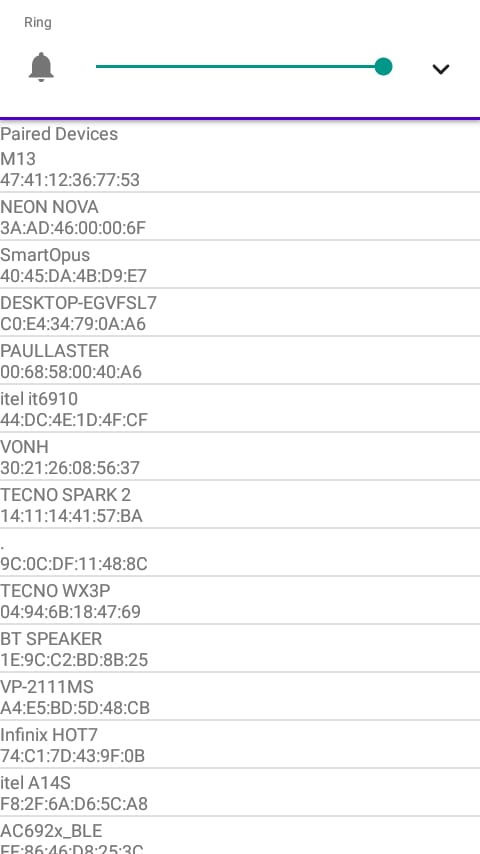 Ring
Paired Devices
M13
47:41:12:36:77:53
NEON NOVA
3A:AD:46:00:00:6F
SmartOpus
40:45:DA:4B:D9:E7
DESKTOP-EGVFSL7
C0:E4:34:79:0A:A6
PAULLASTER
00:68:58:00:40:A6
itel it6910
44:DC:4E:1D:4F:CF
VONH
30:21:26:08:56:37
TECNO SPARK 2
14:11:14:41:57:BA
.
9C:0C:DF:11:48:8C
TECNO WX3P
04:94:6B:18:47:69
BT SPEAKER
1E:9C:C2:BD:8B:25
VP-2111MS
A4:E5:BD:5D:48:CB
Infinix HOT7
74:C1:7D:43:9F:0B
itel A14S
F8:2F:6A:D6:5C:A8
AC692x_BLE